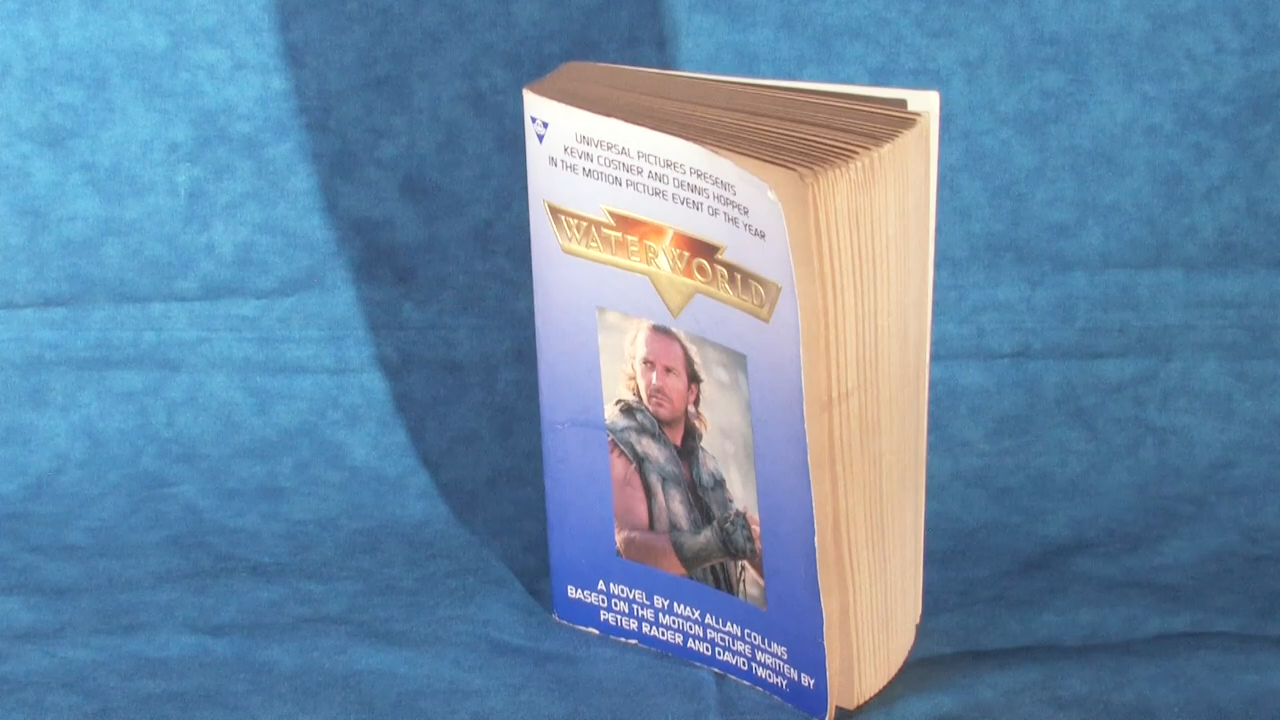 UNIVERSAL PICTURES PRESENTS
KEVIN COSTNER AND DENNIS HOPPER
IN THE MOTION PICTURE EVENT OF THE YEAR
WATERWORLD
A NOVEL BY MAX ALLAN COLLINS
BASED ON THE MOTION PICTURE WRITTEN BY
PETER RADER AND DAVID TWOHY.